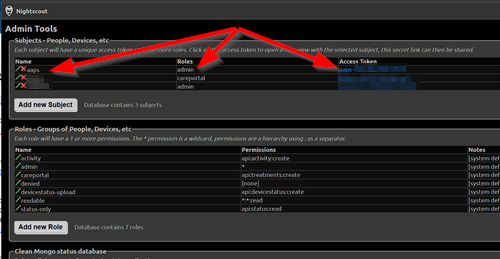 Nightscout
Admin Tools
Subjects - People, Devices, etc
Each subject will have a unique access token and 1 or more roles. Click on the access token to open a new view with the selected subject, this secret link can then be shared.
Name Roles Access Token
aaps admin aaps-
careportal
admin
Add new Subject Database contains 3 subjects
Roles - Groups of People, Devices, etc
Each role will have a 1 or more permissions. The * permission is a wildcard, permissions are a hierarchy using : as a separator.
Name Permissions Notes
activity api:activity:create [system def
admin * [system def
careportal api:treatments:create [system def
denied [none] [system def
devicestatus-upload api:devicestatus:create [system def
readable *:*:read [system def
status-only api:status:read [system def
Add new Role Database contains 7 roles
Clean Mongo status database